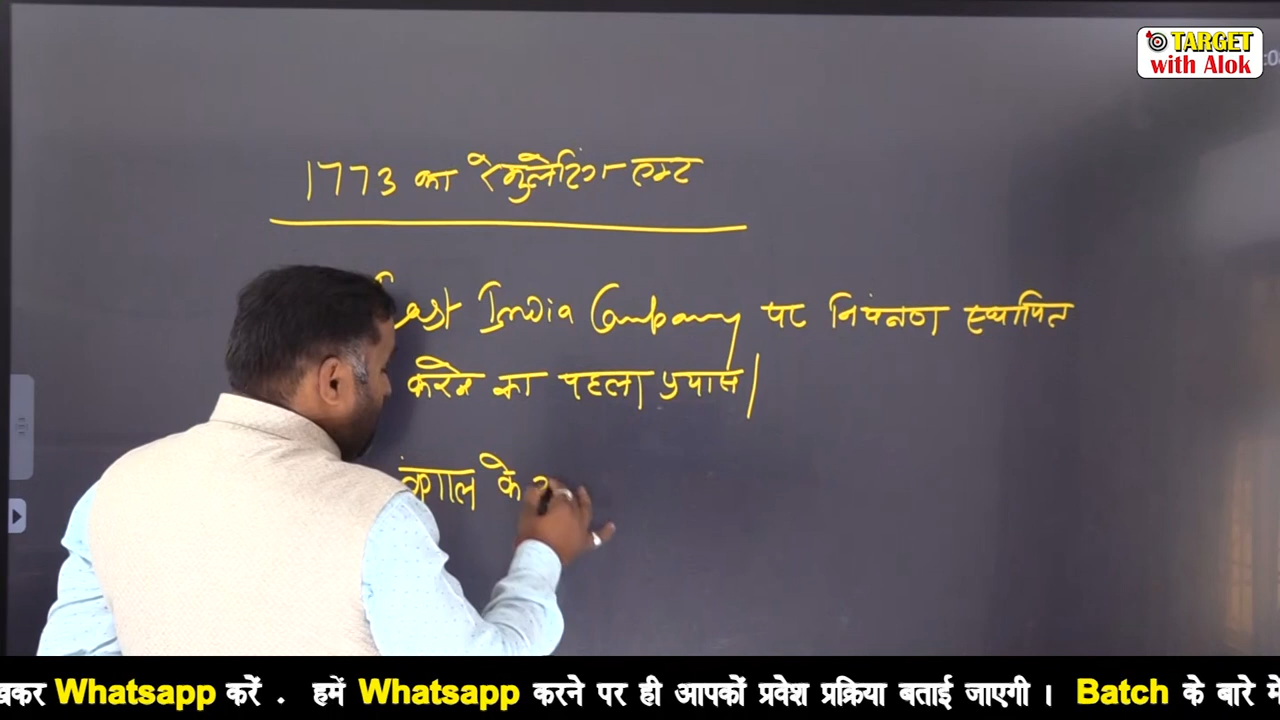 TARGET
with Alok
1773 का रेगुलेटिंग एक्ट
East India Company पर नियंत्रण स्थापित
करने का पहला प्रयास|
बंगाल के
Whatsapp करें . हमें Whatsapp करने पर ही आपकों प्रवेश प्रक्रिया बताई जाएगी । Batch के बारे में